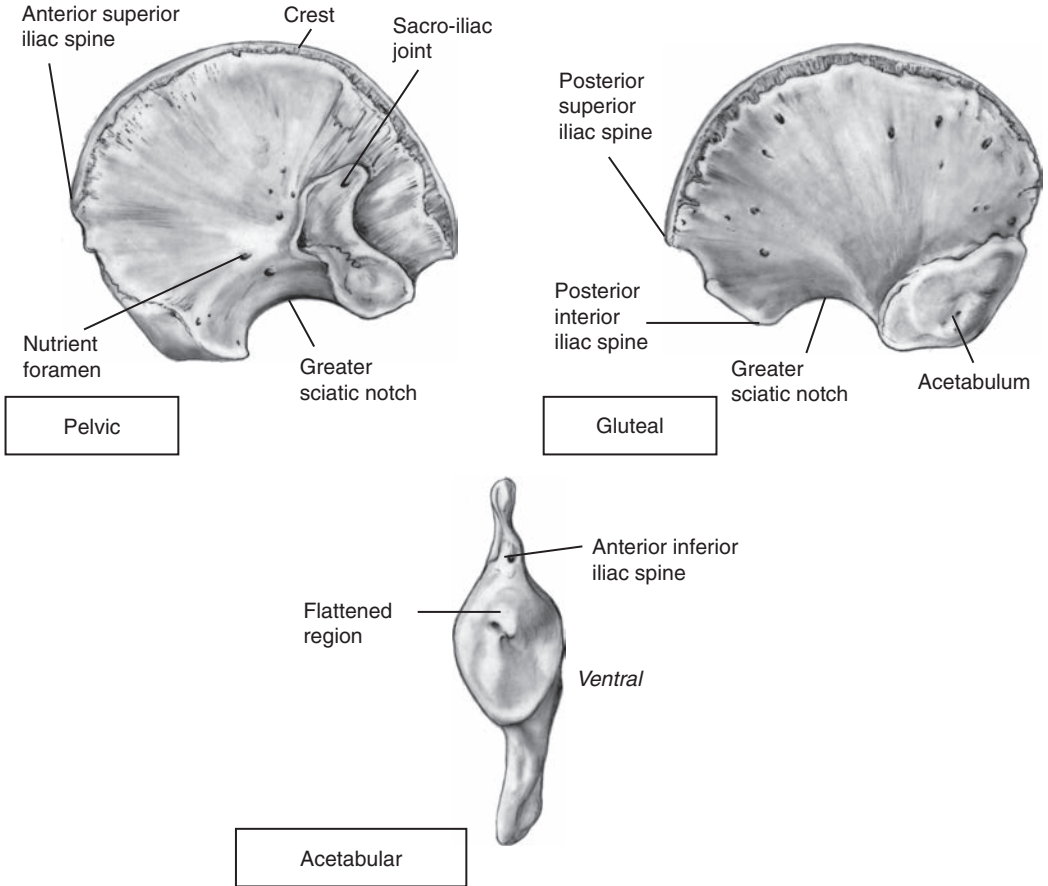 Anterior superior
iliac spine
Crest
Sacro-iliac
joint
Nutrient
foramen
Greater
sciatic notch
Pelvic
Posterior
superior
iliac spine
Posterior
interior
iliac spine
Greater
sciatic notch
Acetabulum
Gluteal
Anterior inferior
iliac spine
Flattened
region
Ventral
Acetabular